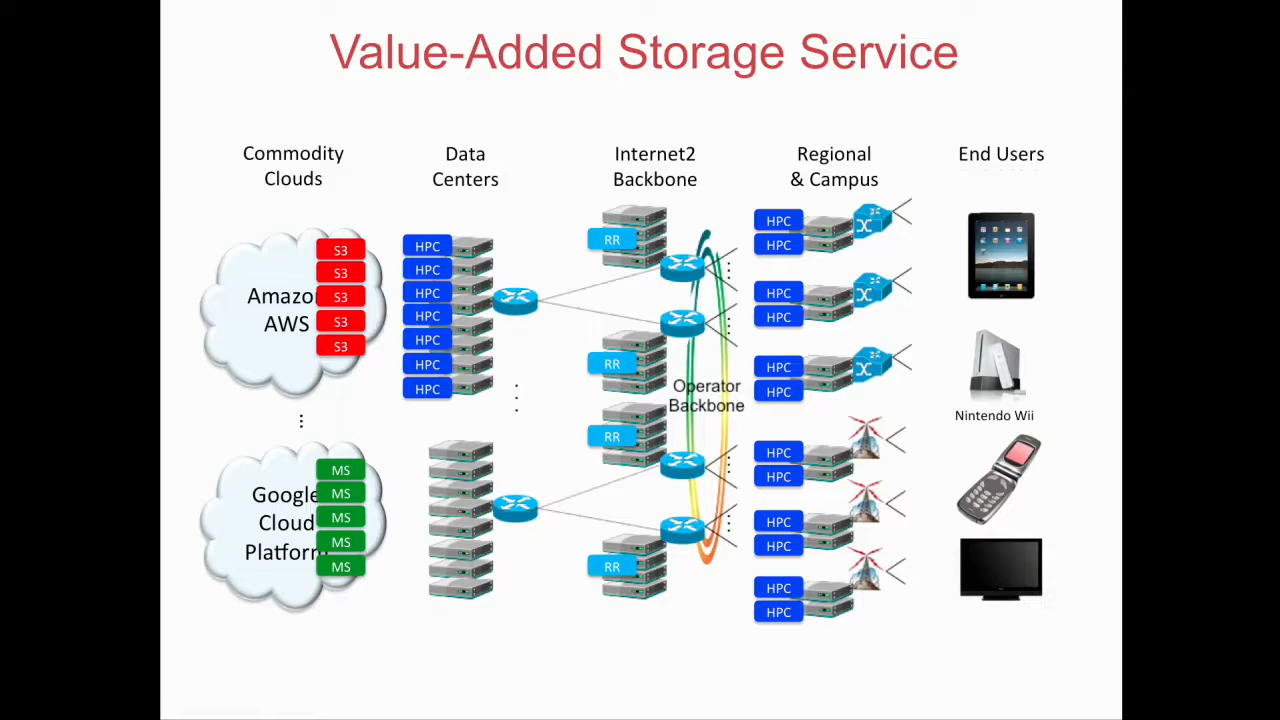 Value-Added Storage Service
Commodity
Clouds
Data
Centers
Internet2
Backbone
Regional
& Campus
End Users
Amazo
AWS
S3
S3
S3
S3
S3
Google
Cloud
Platform
MS
MS
MS
MS
MS
HPC
HPC
HPC
HPC
HPC
HPC
HPC
RR
RR
RR
RR
Operator
Backbone
HPC
HPC
HPC
HPC
HPC
HPC
HPC
HPC
HPC
HPC
HPC
HPC
Nintendo Wii